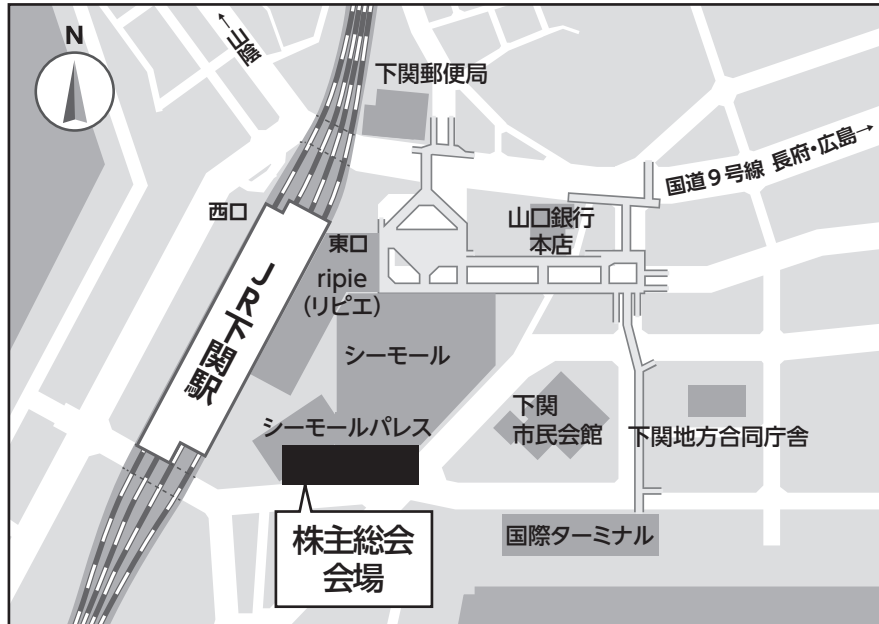 N
←山陰
下関郵便局
国道9号線 長府・広島→
西口
山口銀行
本店
東口
ripie
(リピエ)
JR下関駅
シーモール
下関
市民会館
シーモールパレス
下関地方合同庁舎
株主総会
会場
国際ターミナル